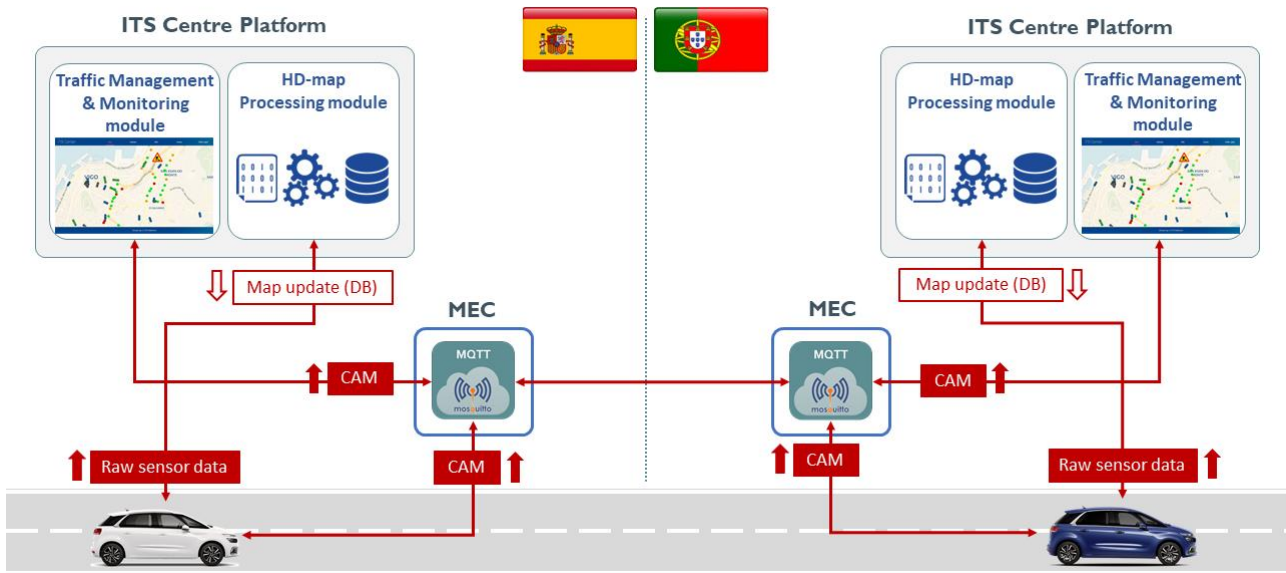 ITS Centre Platform
Traffic Management
& Monitoring
module
VIGO
HD-map
Processing module
Map update (DB)
MEC
MQTT
mosquitto
CAM
Raw sensor data
CAM
ITS Centre Platform
HD-map
Processing module
Traffic Management
& Monitoring
module
VIGO
Map update (DB)
MEC
MQTT
mosquitto
CAM
CAM
Raw sensor data